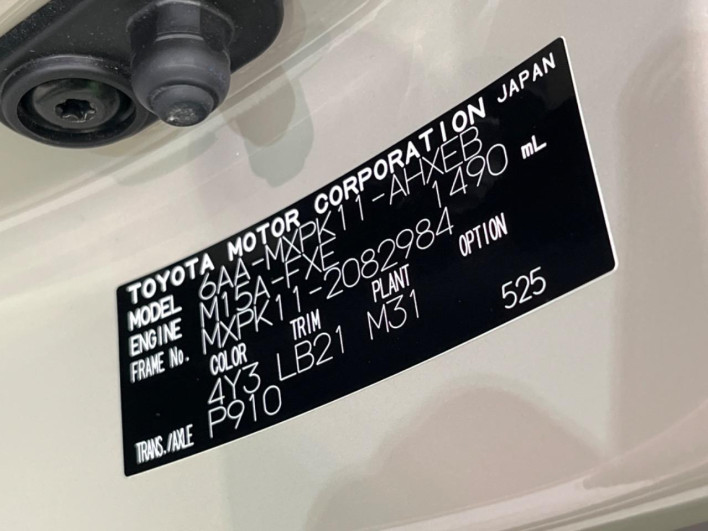 TOYOTA MOTOR CORPORATION JAPAN
MODEL 6AA-MXPK11-AHXEB
ENGINE M15A-FXE 1490 mL
FRAME No. MXPK11-2082984
COLOR TRIM PLANT OPTION
4Y3 LB21 M31 525
TRANS./AXLE P910